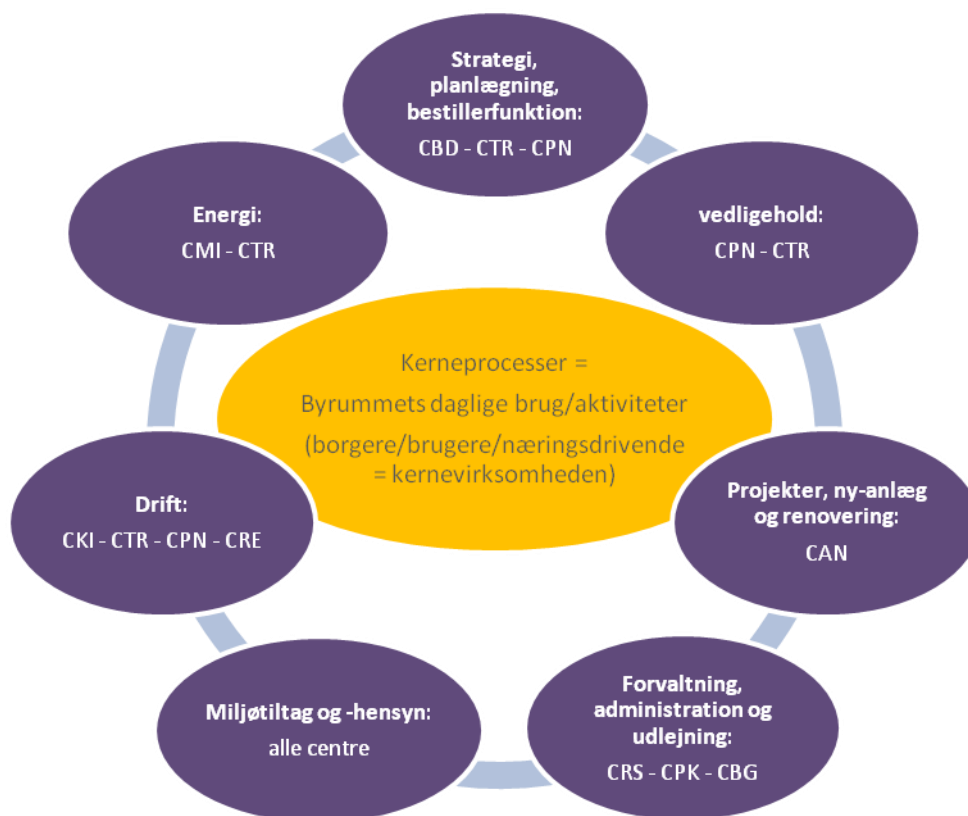 Strategi,
planlægning,
bestillerfunktion:
CBD - CTR - CPN
vedligehold:
CPN - CTR
Projekter, ny-anlæg
og renovering:
CAN
Forvaltning,
administration og
udlejning:
CRS - CPK - CBG
Miljøtiltag og -hensyn:
alle centre
Drift:
CKI - CTR - CPN - CRE
Energi:
CMI - CTR
Kerneprocesser =
Byrummets daglige brug/aktiviteter
(borgere/brugere/næringsdrivende
= kernevirksomheden)